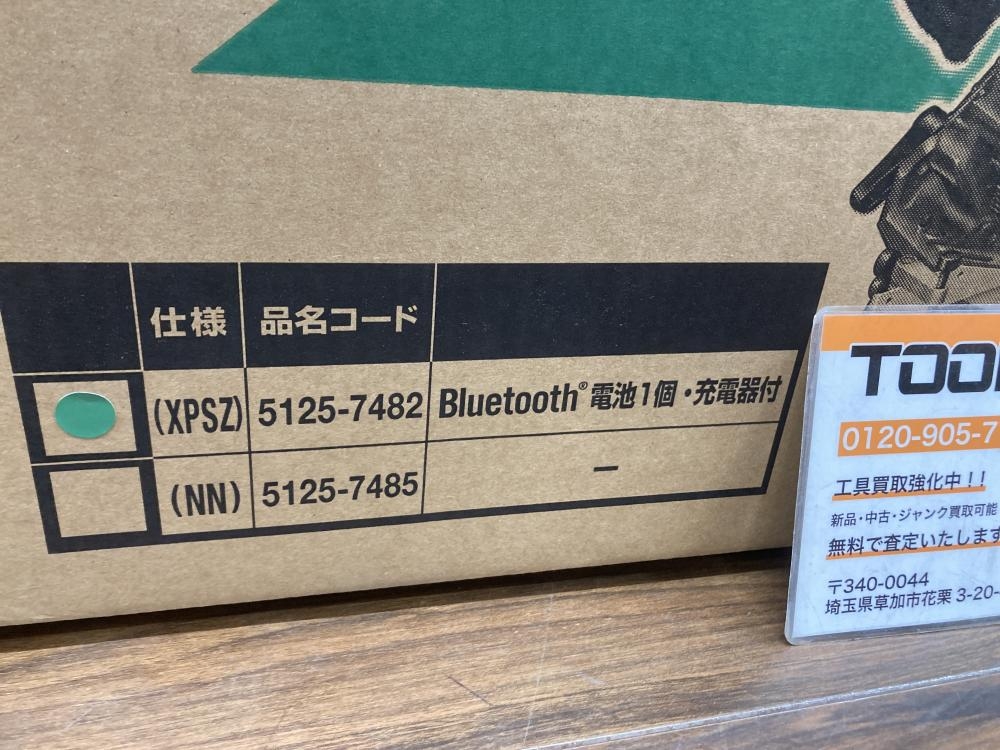 仕様 品名コード
(XPSZ) 5125-7482 Bluetooth® 電池1個・充電器付
(NN) 5125-7485 ー
TOO
0120-905-7
工具買取強化中!!
新品・中古・ジャンク買取可能
無料で査定いたします
〒340-0044
埼玉県草加市花栗 3-20-